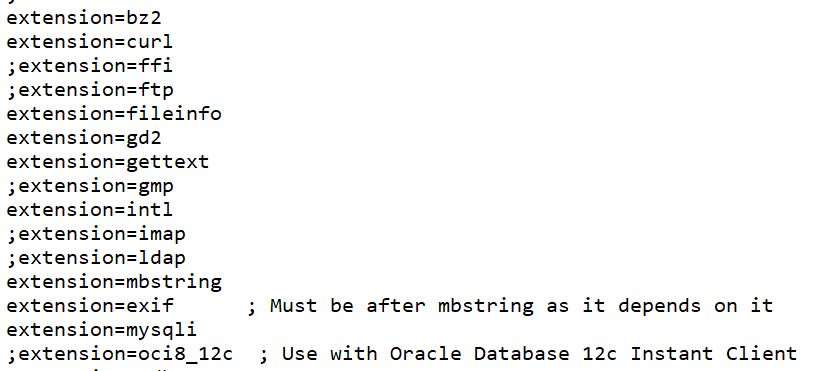 extension=bz2
extension=curl
;extension=ffi
;extension=ftp
extension=fileinfo
extension=gd2
extension=gettext
;extension=gmp
extension=intl
;extension=imap
;extension=ldap
extension=mbstring
extension=exif      ; Must be after mbstring as it depends on it
extension=mysqli
;extension=oci8_12c  ; Use with Oracle Database 12c Instant Client